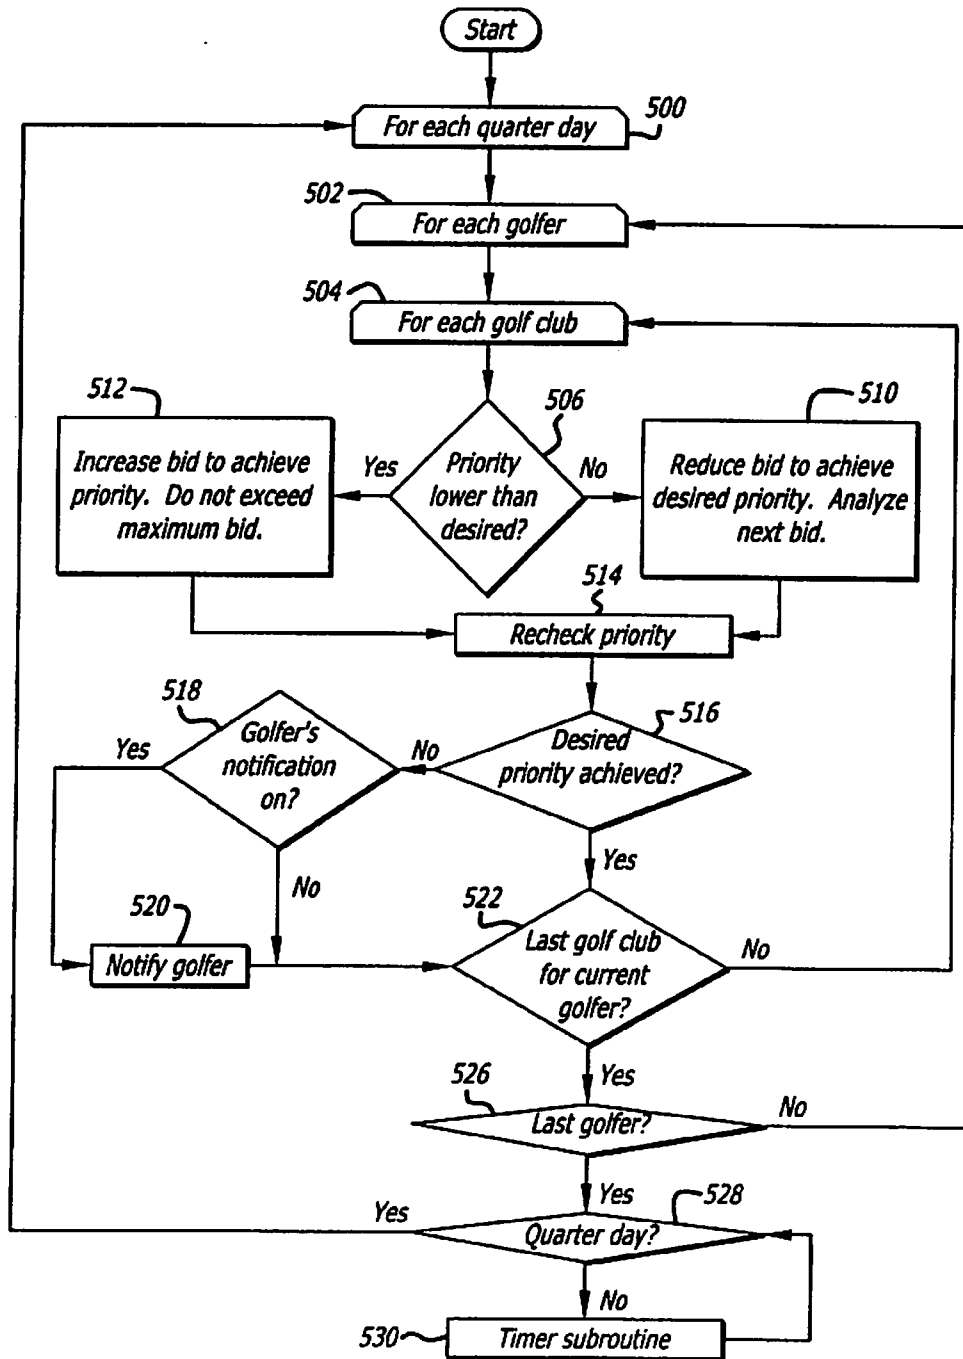 Start
For each quarter day
500
502
For each golfer
504
For each golf club
512
506
510
Increase bid to achieve
priority. Do not exceed
maximum bid.
Yes
Priority
lower than
desired?
No
Reduce bid to achieve
desired priority. Analyze
next bid.
514
Recheck priority
518
516
Yes
Golfer's
notification
on?
No
Desired
priority achieved?
No
Yes
520
522
Notify golfer
Last golf club
for current
golfer?
No
Yes
526
Last golfer?
No
Yes
528
Yes
Quarter day?
No
530
Timer subroutine